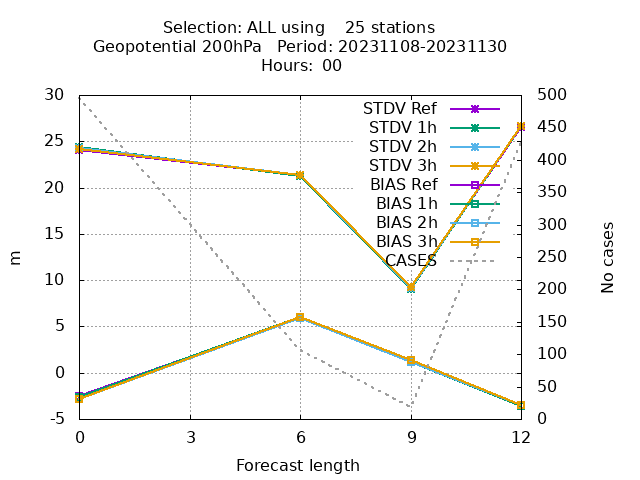 Selection: ALL using    25 stations
Geopotential 200hPa   Period: 20231108-20231130
Hours: 00
30
25
20
15
10
5
0
-5
m
500
450
400
350
300
250
200
150
100
50
0
No cases
STDV Ref
STDV 1h
STDV 2h
STDV 3h
BIAS Ref
BIAS 1h
BIAS 2h
BIAS 3h
CASES
0 3 6 9 12
Forecast length